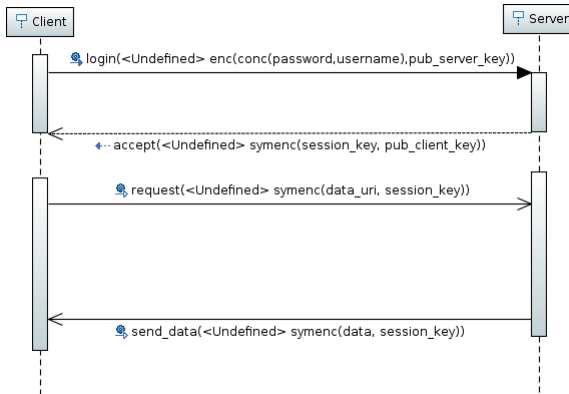 Client
Server
login(<Undefined> enc(conc(password,username),pub_server_key))
accept(<Undefined> symenc(session_key, pub_client_key))
request(<Undefined> symenc(data_uri, session_key))
send_data(<Undefined> symenc(data, session_key))